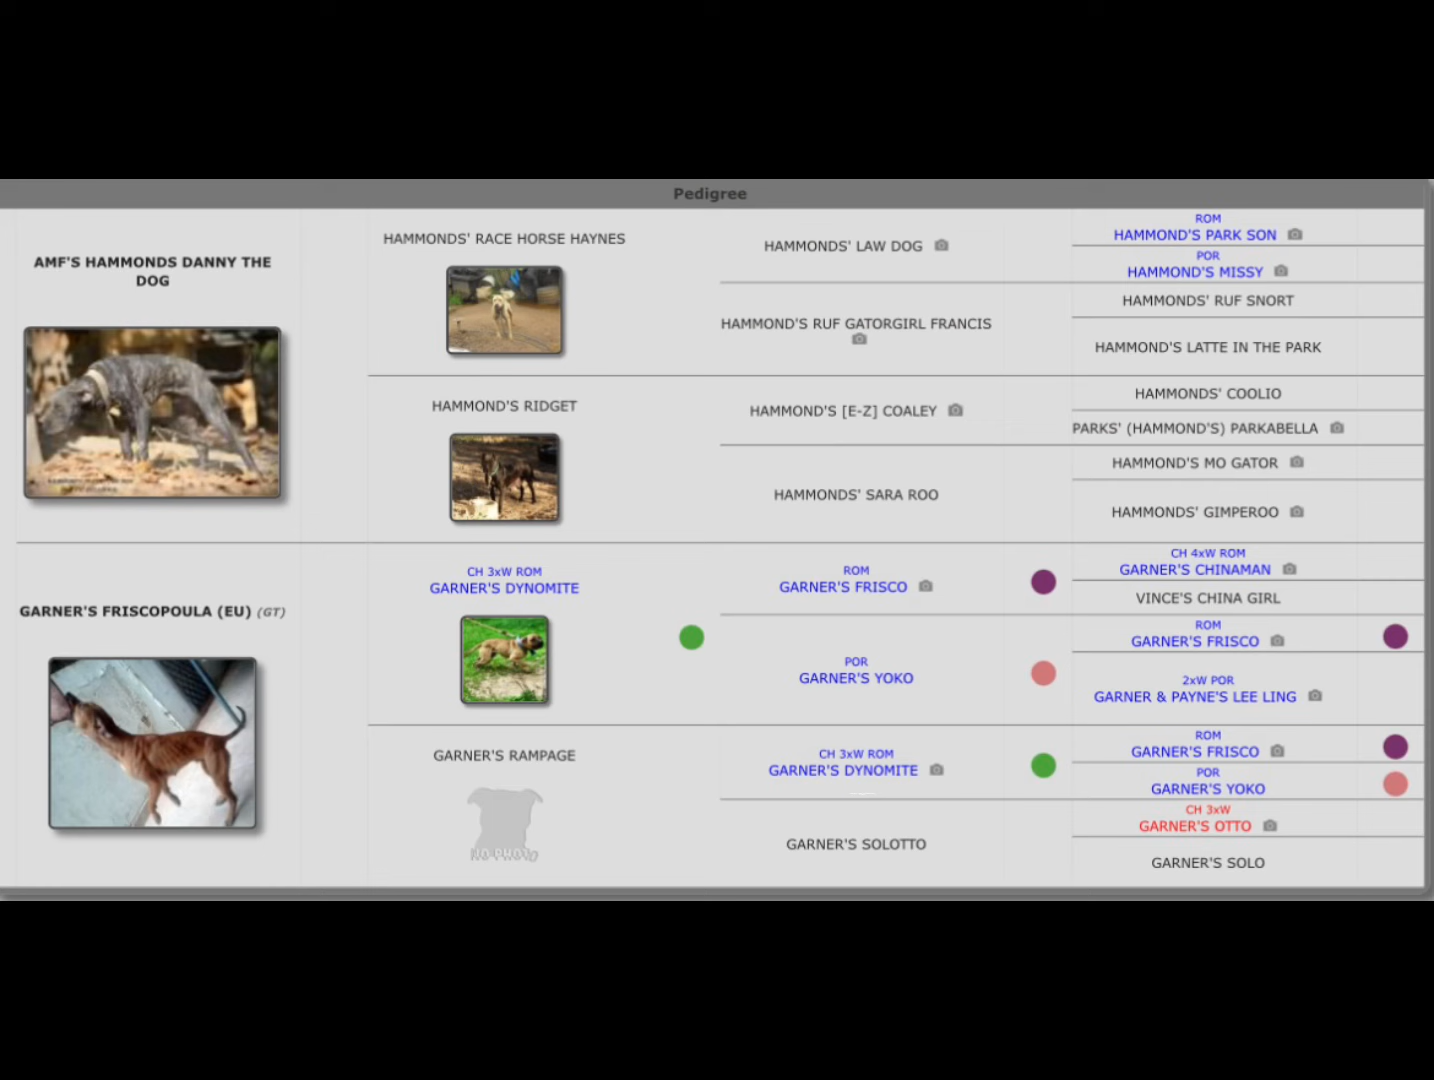 Pedigree
AMF'S HAMMONDS DANNY THE
DOG
HAMMONDS' RACE HORSE HAYNES
HAMMONDS' LAW DOG
ROM
HAMMOND'S PARK SON
POR
HAMMOND'S MISSY
HAMMOND'S RUF GATORGIRL FRANCIS
HAMMONDS' RUF SNORT
HAMMOND'S LATTE IN THE PARK
HAMMOND'S RIDGET
HAMMOND'S [E-Z] COALEY
HAMMONDS' COOLIO
PARKS' (HAMMOND'S) PARKABELLA
HAMMONDS' SARA ROO
HAMMOND'S MO GATOR
HAMMONDS' GIMPEROO
GARNER'S FRISCOPOULA (EU) (GT)
CH 3xW ROM
GARNER'S DYNOMITE
ROM
GARNER'S FRISCO
CH 4xW ROM
GARNER'S CHINAMAN
VINCE'S CHINA GIRL
POR
GARNER'S YOKO
ROM
GARNER'S FRISCO
2xW POR
GARNER & PAYNE'S LEE LING
GARNER'S RAMPAGE
NO PHOTO
CH 3xW ROM
GARNER'S DYNOMITE
ROM
GARNER'S FRISCO
POR
GARNER'S YOKO
GARNER'S SOLOTTO
CH 3xW
GARNER'S OTTO
GARNER'S SOLO